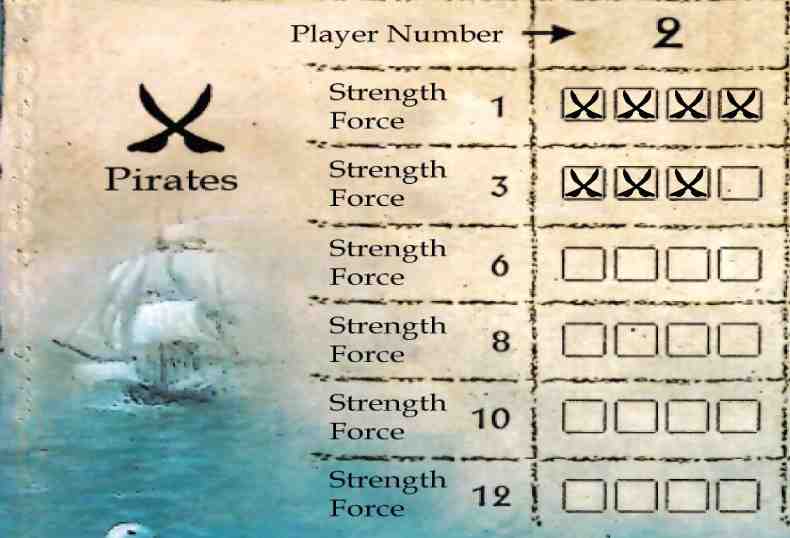 Player Number 2
Strength
Force 1
Pirates
Strength
Force 3
Strength
Force 6
Strength
Force 8
Strength
Force 10
Strength
Force 12